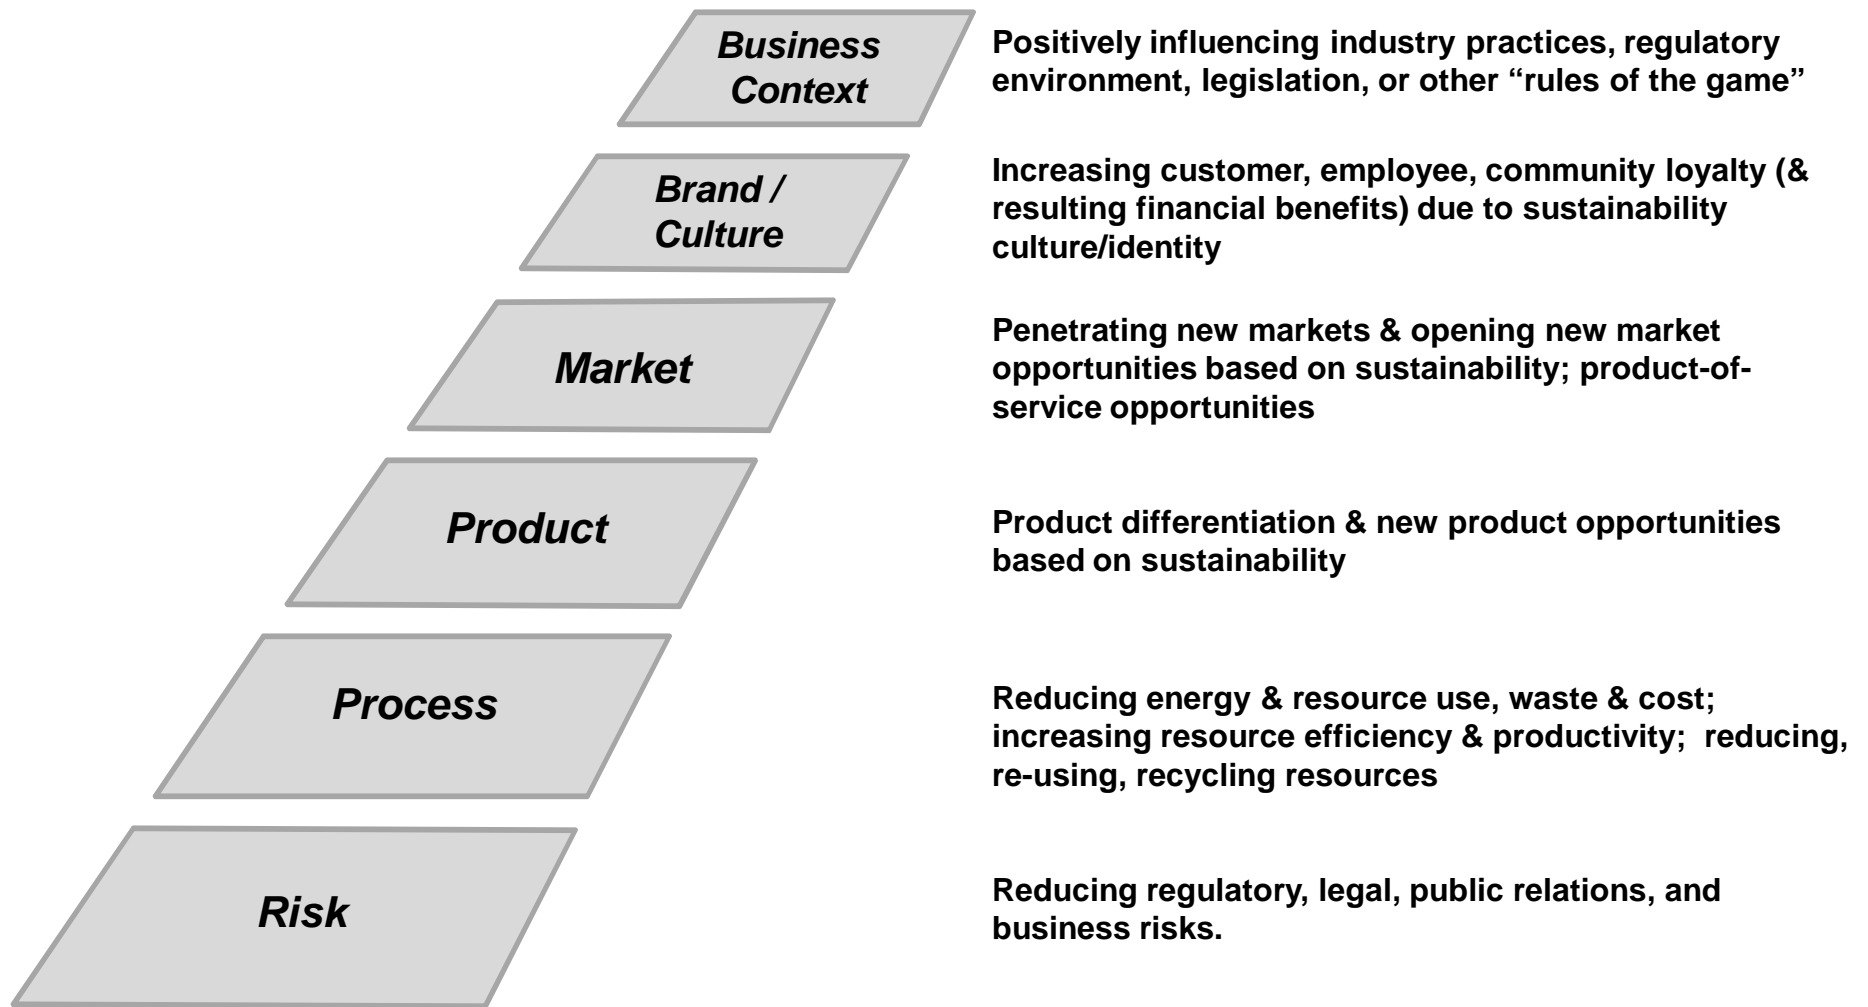 Business
Context
Positively influencing industry practices, regulatory
environment, legislation, or other “rules of the game”
Brand /
Culture
Increasing customer, employee, community loyalty (&
resulting financial benefits) due to sustainability
culture/identity
Market
Penetrating new markets & opening new market
opportunities based on sustainability; product-of-
service opportunities
Product
Product differentiation & new product opportunities
based on sustainability
Process
Reducing energy & resource use, waste & cost;
increasing resource efficiency & productivity;  reducing,
re-using, recycling resources
Risk
Reducing regulatory, legal, public relations, and
business risks.